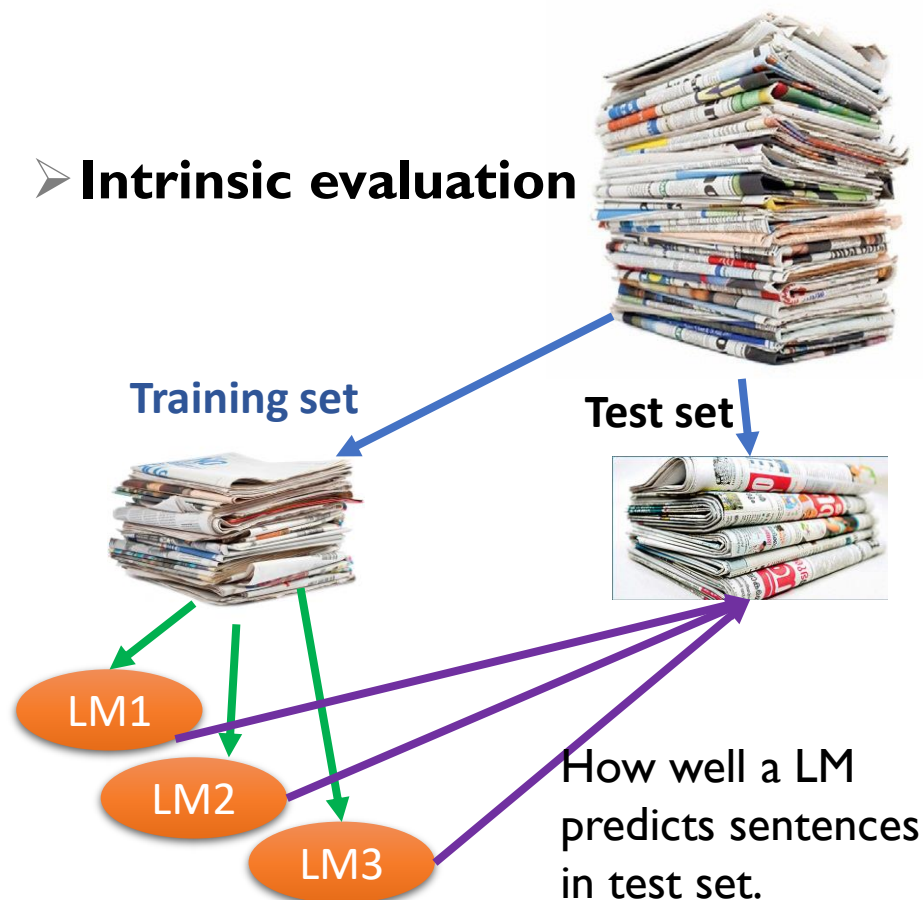 ➢ Intrinsic evaluation
Training set
Test set
LM1
LM2
LM3
How well a LM
predicts sentences
in test set.